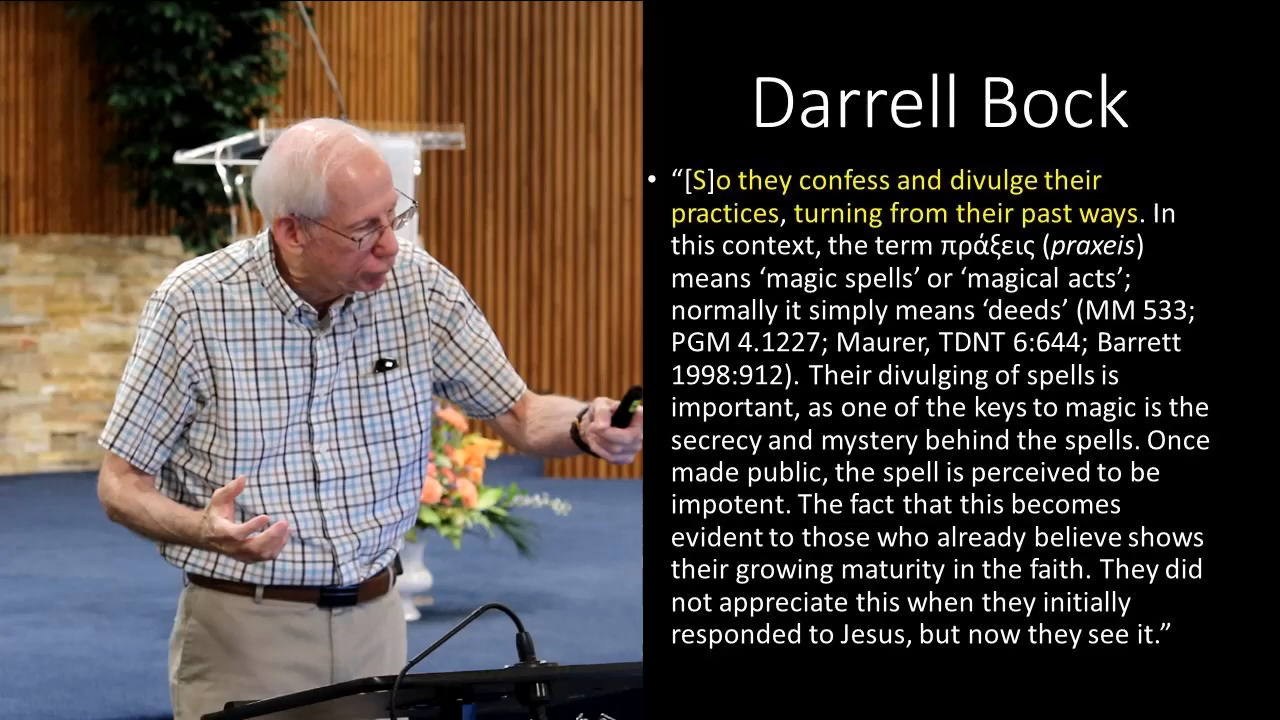 Darrell Bock
• “[S]o they confess and divulge their
practices, turning from their past ways. In
this context, the term πράξεις (praxeis)
means ‘magic spells’ or ‘magical acts’;
normally it simply means ‘deeds’ (MM 533;
PGM 4.1227; Maurer, TDNT 6:644; Barrett
1998:912). Their divulging of spells is
important, as one of the keys to magic is the
secrecy and mystery behind the spells. Once
made public, the spell is perceived to be
impotent. The fact that this becomes
evident to those who already believe shows
their growing maturity in the faith. They did
not appreciate this when they initially
responded to Jesus, but now they see it.”